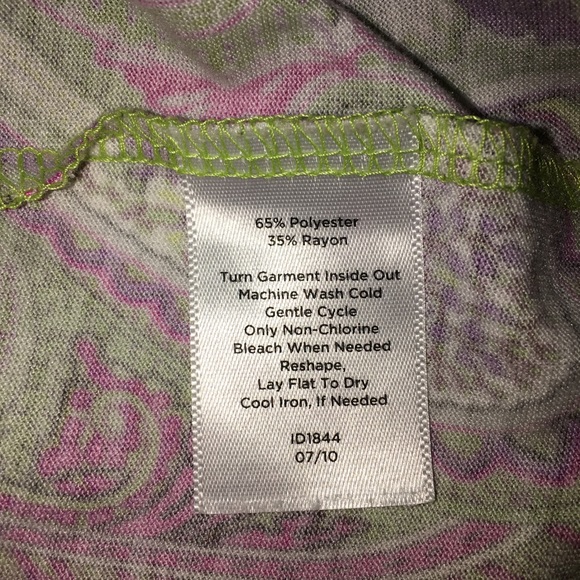 65% Polyester
35% Rayon
Turn Garment Inside Out
Machine Wash Cold
Gentle Cycle
Only Non-Chlorine
Bleach When Needed
Reshape,
Lay Flat To Dry
Cool Iron, If Needed
ID1844
07/10